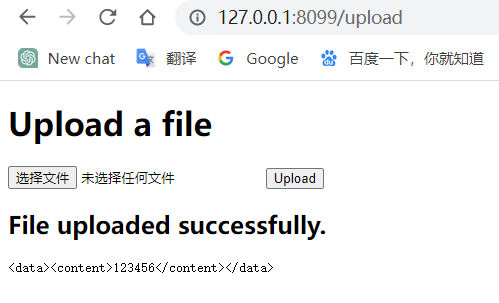 127.0.0.1:8099/upload
New chat 翻译 Google 百度一下，你就知道
Upload a file
选择文件 未选择任何文件 Upload
File uploaded successfully.
<data><content>123456</content></data>